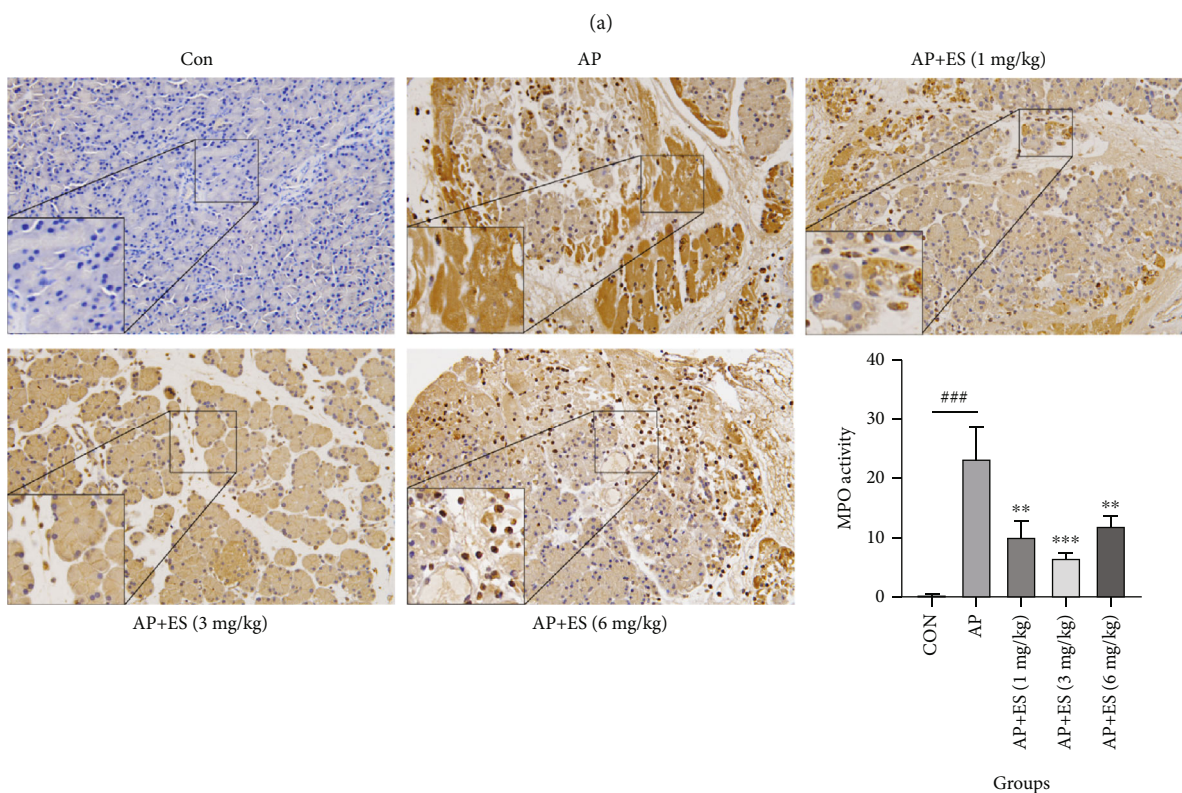 (a)
Con
AP
AP+ES (1 mg/kg)
AP+ES (3 mg/kg)
AP+ES (6 mg/kg)
MPO activity
40
30
20
10
0
###
**
***
**
CON
AP
AP+ES (1 mg/kg)
AP+ES (3 mg/kg)
AP+ES (6 mg/kg)
Groups